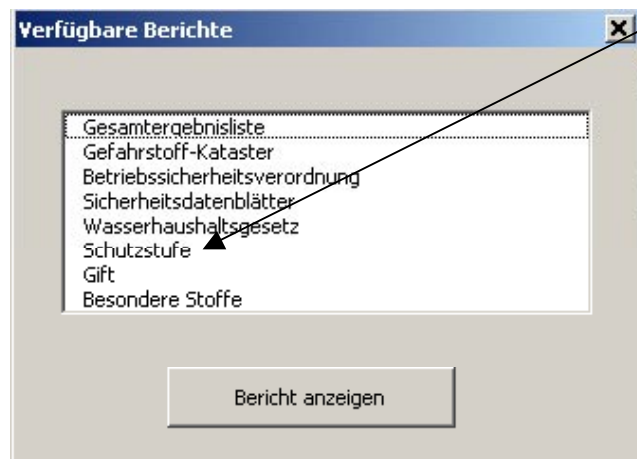 Verfügbare Berichte
Gesamtergebnisliste
Gefahrstoff-Kataster
Betriebssicherheitsverordnung
Sicherheitsdatenblätter
Wasserhaushaltsgesetz
Schutzstufe
Gift
Besondere Stoffe
Bericht anzeigen